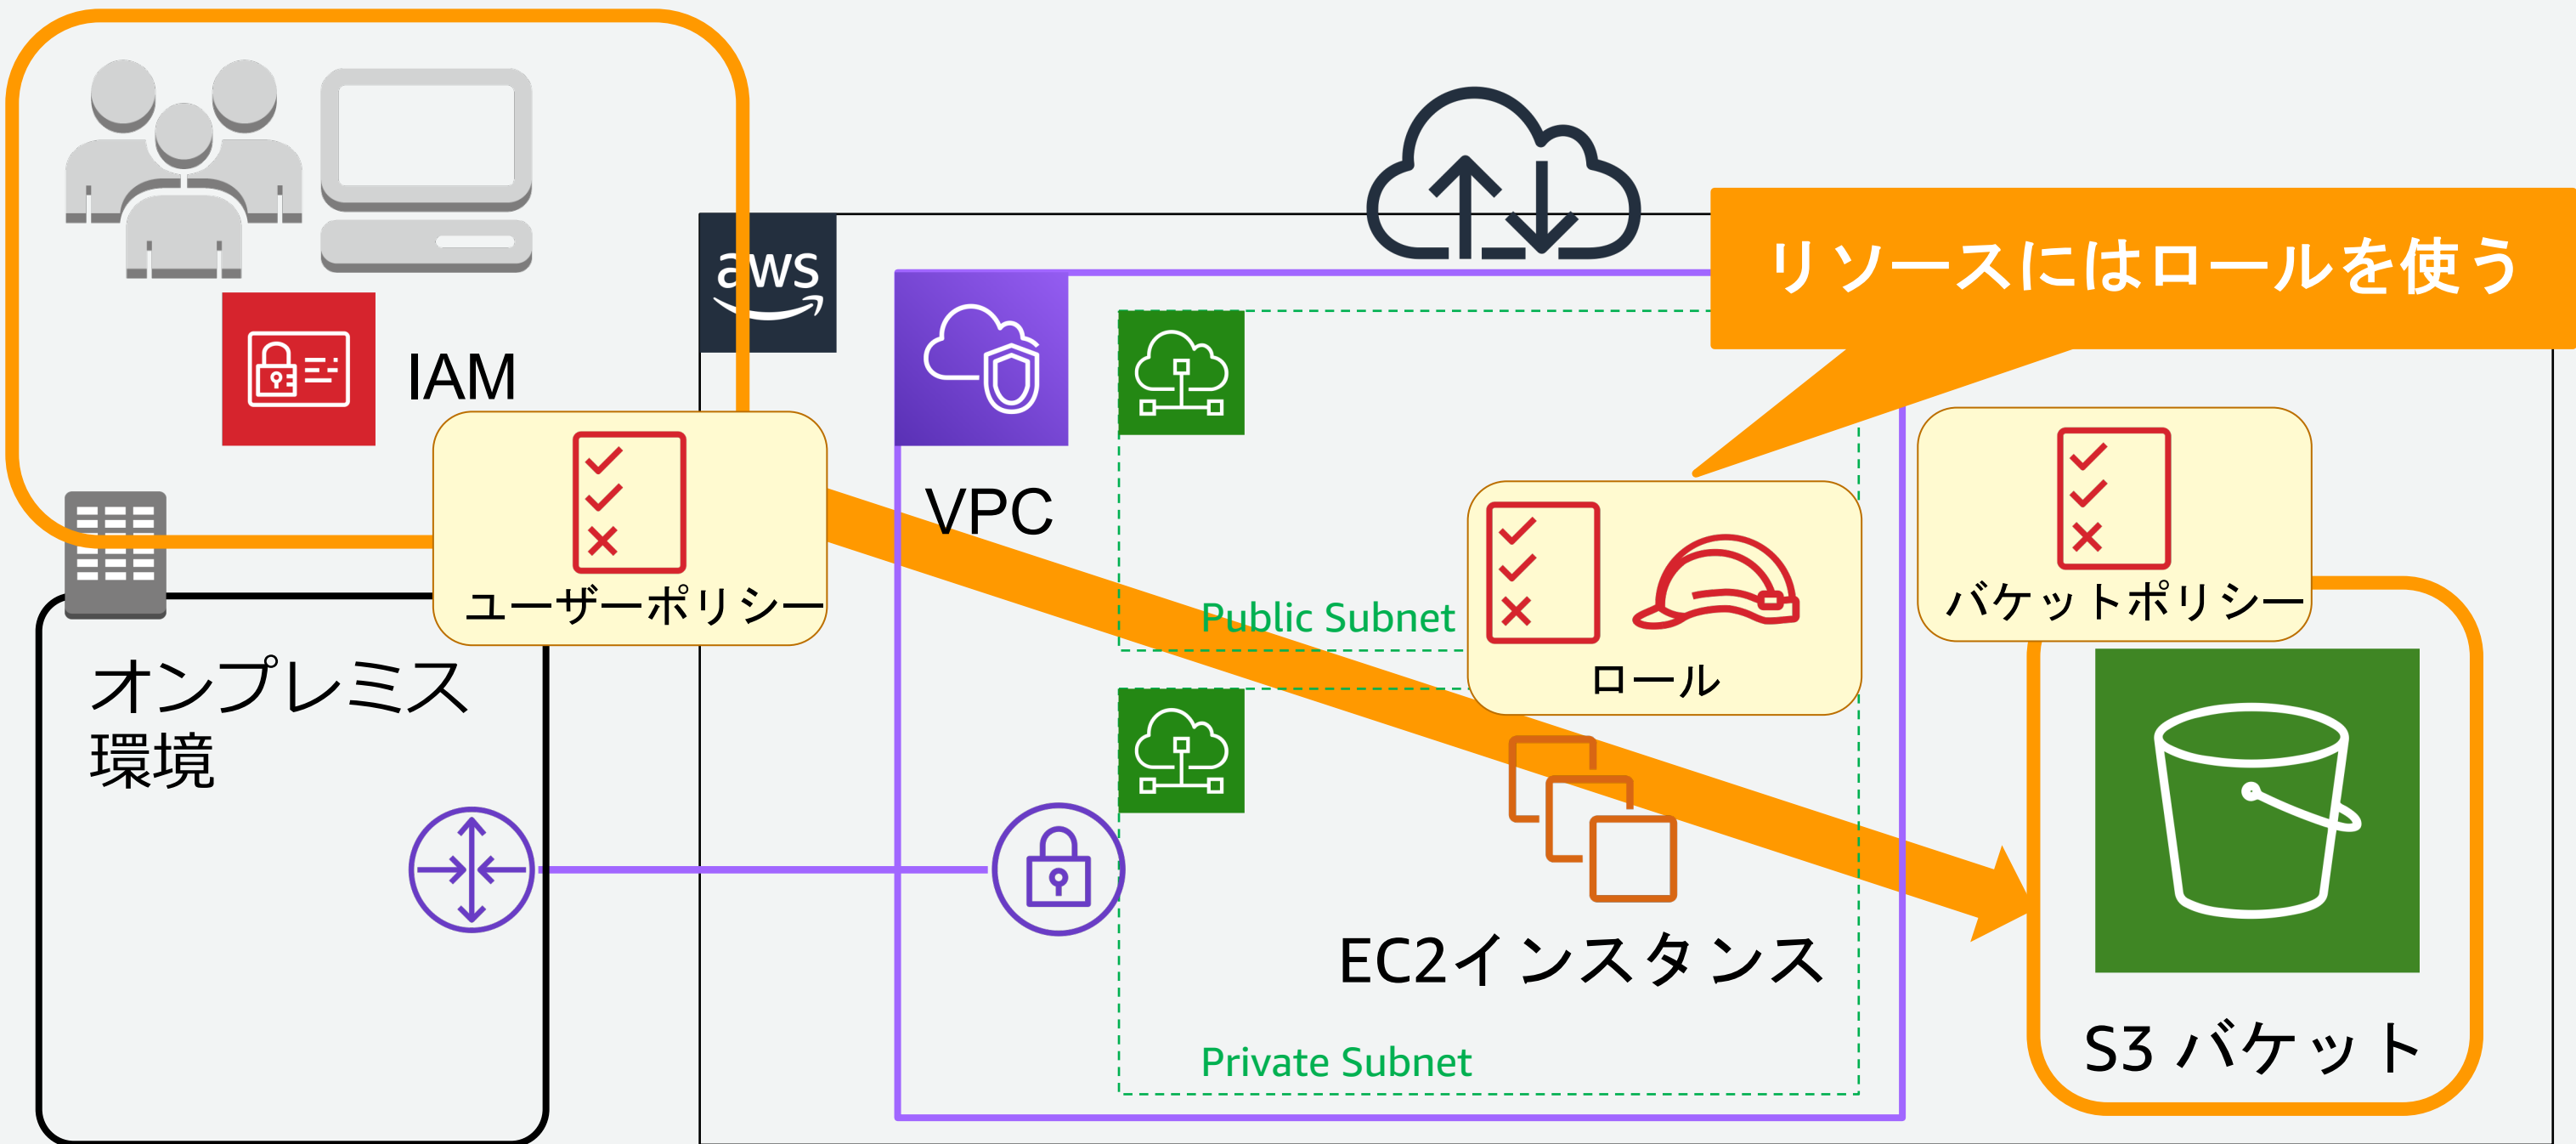 aws
リソースにはロールを使う
IAM
VPC
ユーザーポリシー
Public Subnet
ロール
バケットポリシー
オンプレミス
環境
EC2インスタンス
Private Subnet
S3 バケット